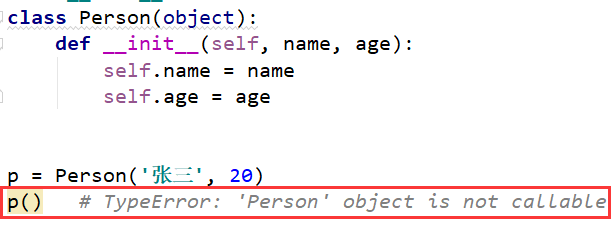 class Person(object):
    def __init__(self, name, age):
        self.name = name
        self.age = age
p = Person('张三', 20)
p()   # TypeError: 'Person' object is not callable